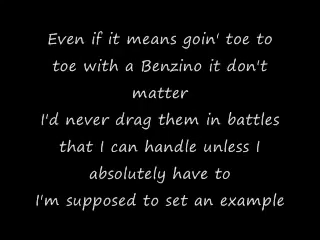 Even if it means goin' toe to
toe with a Benzino it don't
matter
I'd never drag them in battles
that I can handle unless I
absolutely have to
I'm supposed to set an example